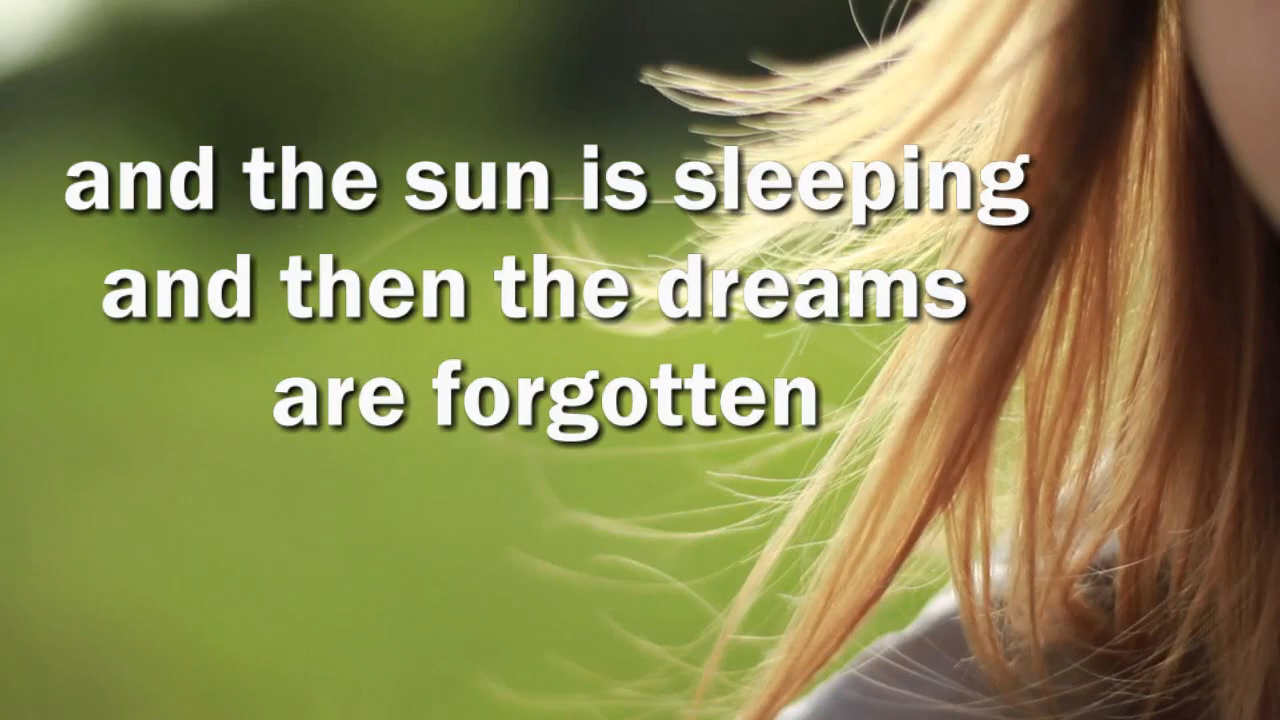 and the sun is sleeping
and then the dreams
are forgotten